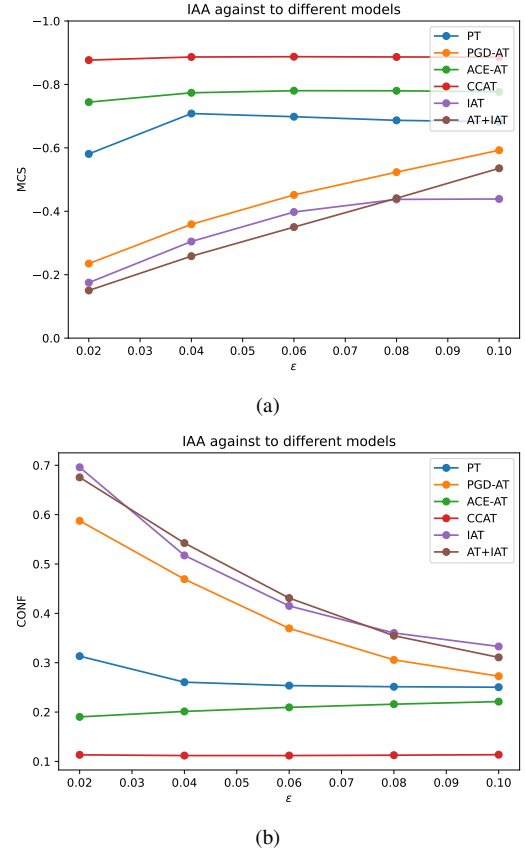 IAA against to different models
−1.0
−0.8
−0.6
−0.4
−0.2
0.0
MCS
PT
PGD-AT
ACE-AT
CCAT
IAT
AT+IAT
0.02 0.03 0.04 0.05 0.06 0.07 0.08 0.09 0.10
ε
(a)
IAA against to different models
0.7
0.6
0.5
0.4
0.3
0.2
0.1
CONF
PT
PGD-AT
ACE-AT
CCAT
IAT
AT+IAT
0.02 0.03 0.04 0.05 0.06 0.07 0.08 0.09 0.10
ε
(b)